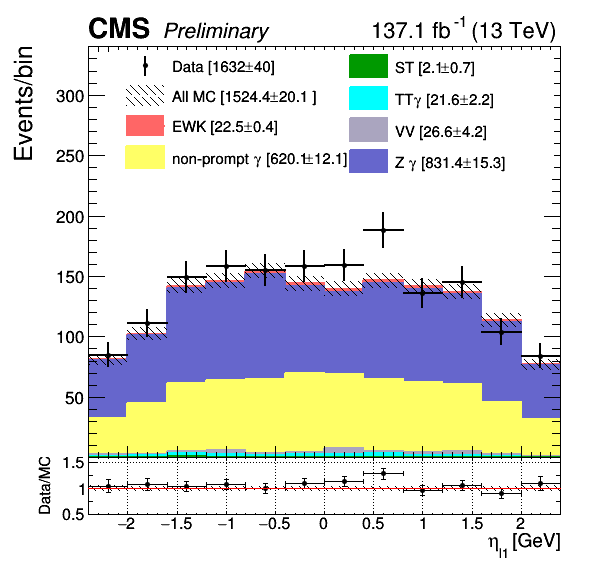 CMS Preliminary 137.1 fb⁻¹ (13 TeV)
Events/bin
Data [1632±40]
All MC [1524.4±20.1 ]
EWK [22.5±0.4]
non-prompt γ [620.1±12.1]
ST [2.1±0.7]
TTγ [21.6±2.2]
VV [26.6±4.2]
Z γ [831.4±15.3]
300
250
200
150
100
50
Data/MC
1.5
1
0.5
−2 −1.5 −1 −0.5 0 0.5 1 1.5 2
η_l1 [GeV]